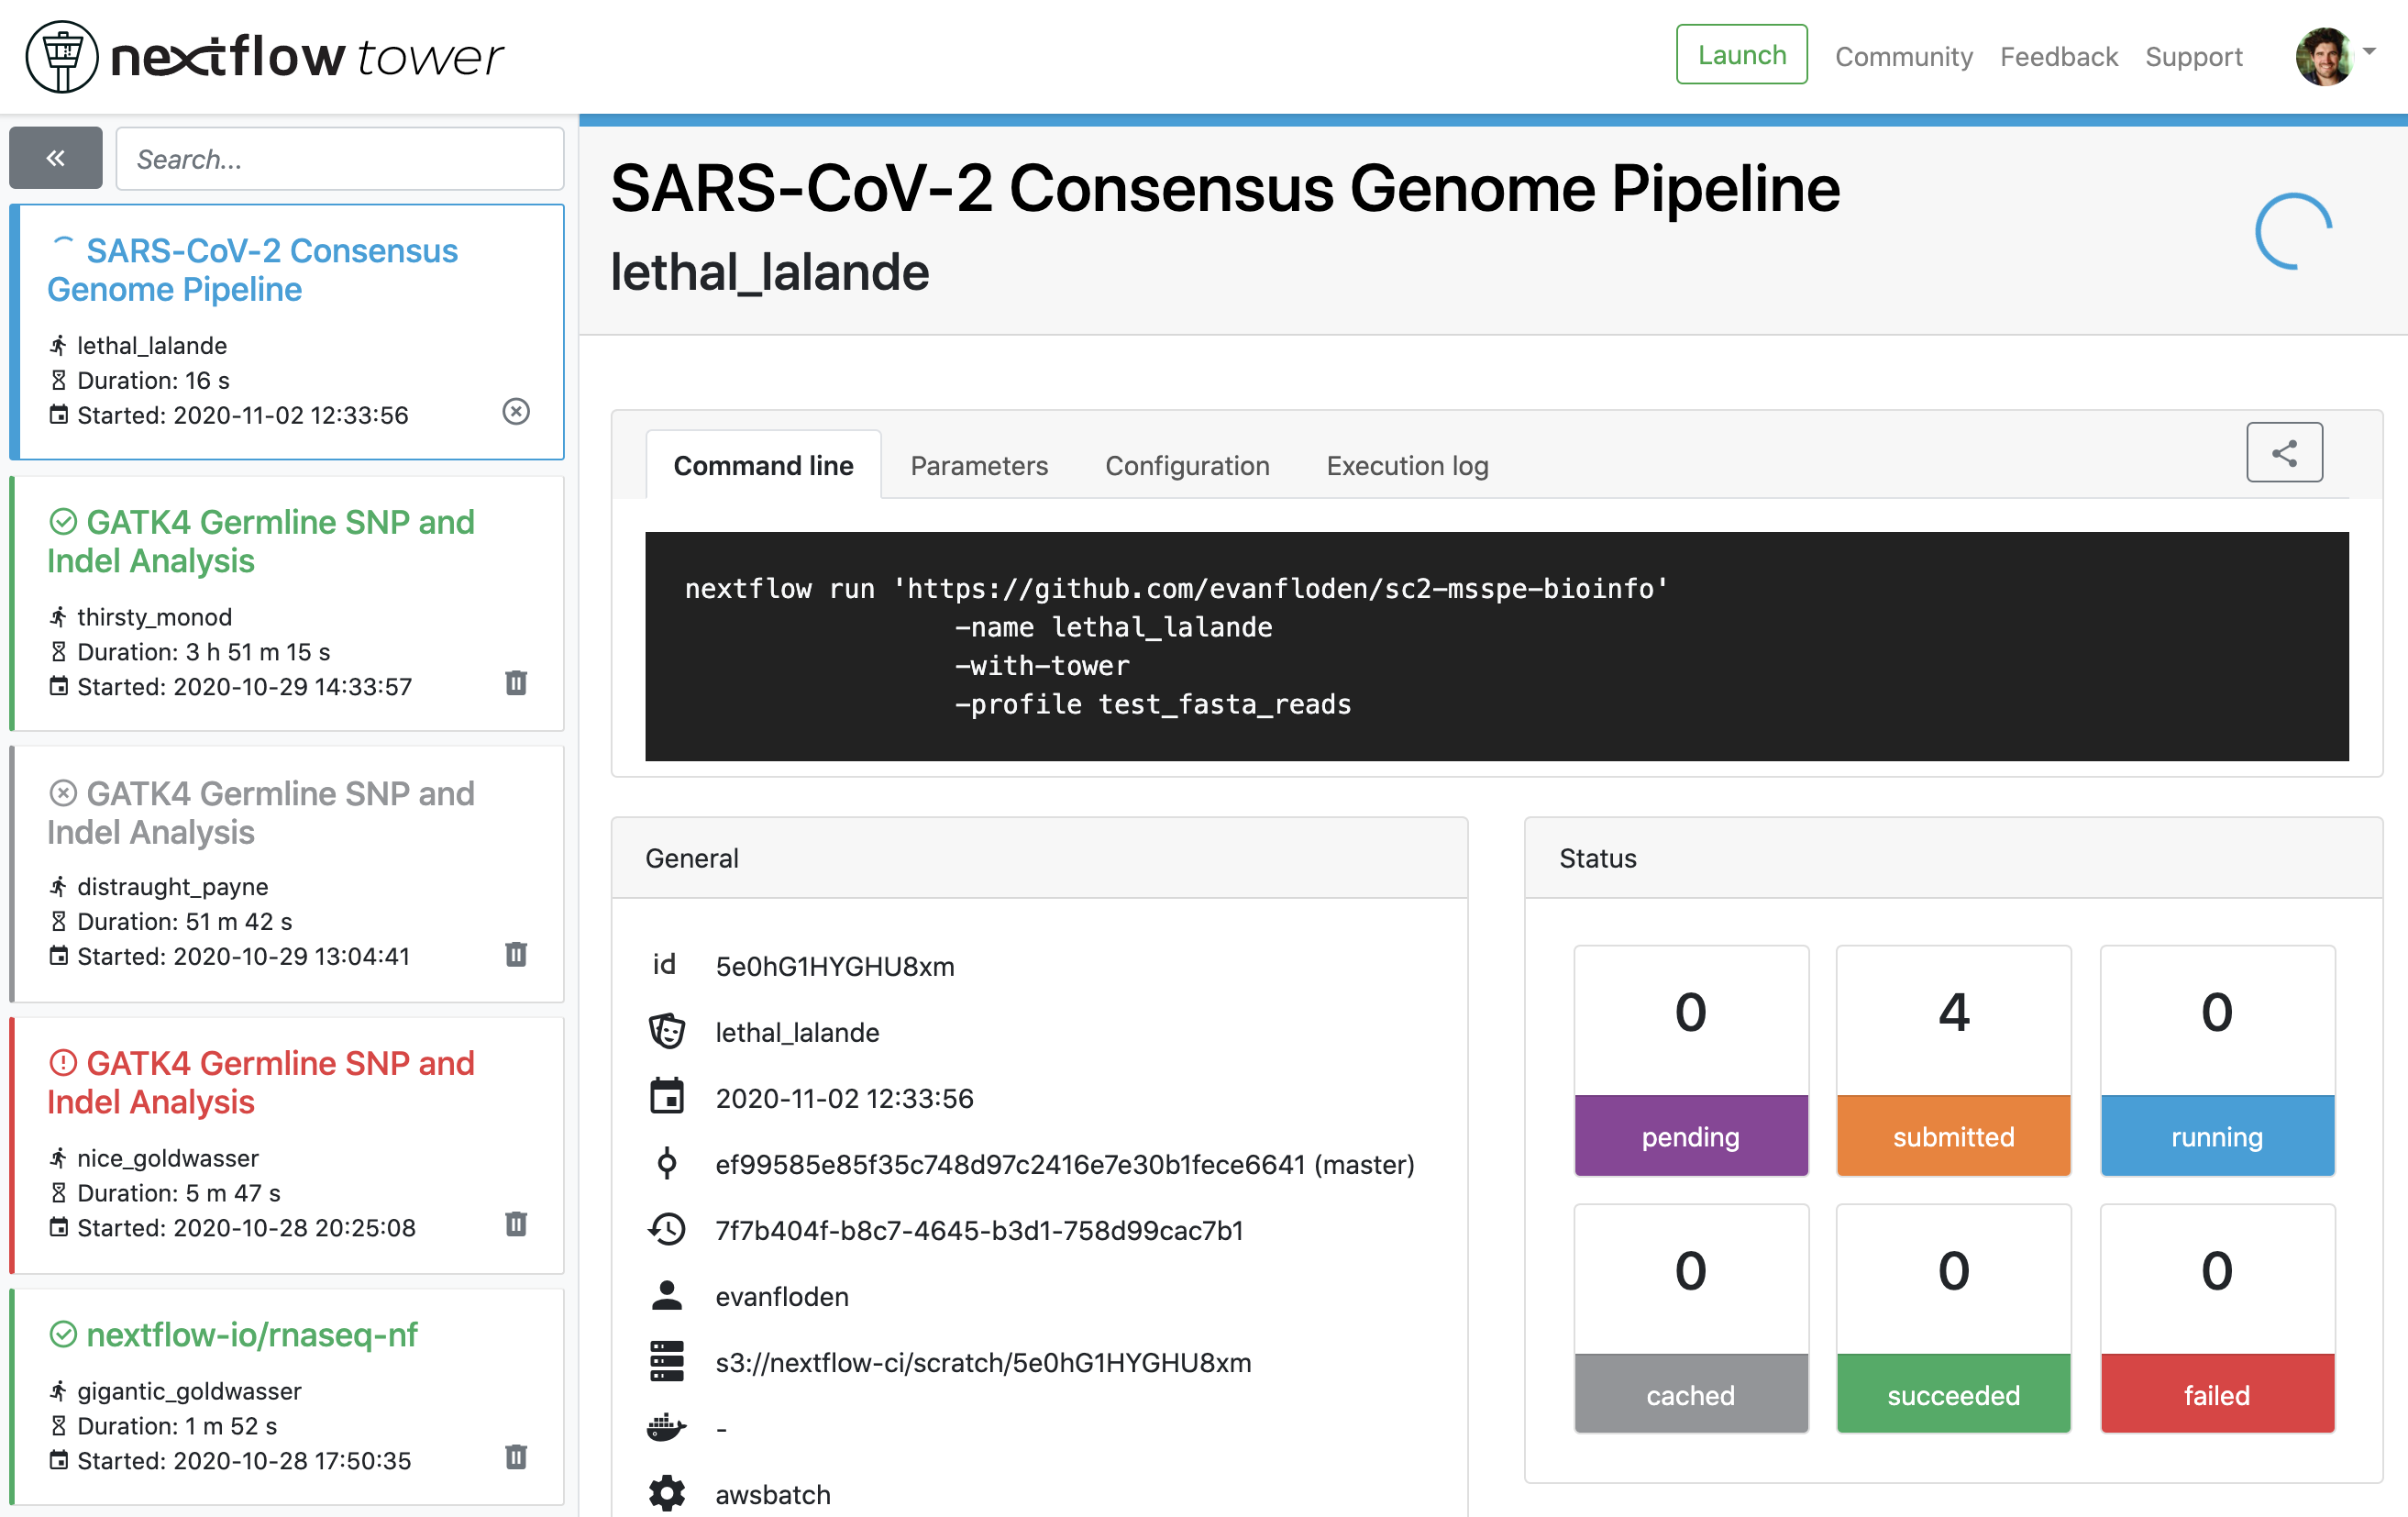 nextflow tower
Launch
Community
Feedback
Support
Search...
SARS-CoV-2 Consensus
Genome Pipeline
lethal_lalande
Duration: 16 s
Started: 2020-11-02 12:33:56
GATK4 Germline SNP and
Indel Analysis
thirsty_monod
Duration: 3 h 51 m 15 s
Started: 2020-10-29 14:33:57
GATK4 Germline SNP and
Indel Analysis
distraught_payne
Duration: 51 m 42 s
Started: 2020-10-29 13:04:41
GATK4 Germline SNP and
Indel Analysis
nice_goldwasser
Duration: 5 m 47 s
Started: 2020-10-28 20:25:08
nextflow-io/rnaseq-nf
gigantic_goldwasser
Duration: 1 m 52 s
Started: 2020-10-28 17:50:35
SARS-CoV-2 Consensus Genome Pipeline
lethal_lalande
Command line
Parameters
Configuration
Execution log
nextflow run 'https://github.com/evanfloden/sc2-msspe-bioinfo'
-name lethal_lalande
-with-tower
-profile test_fasta_reads
General
id
5e0hG1HYGHU8xm
lethal_lalande
2020-11-02 12:33:56
ef99585e85f35c748d97c2416e7e30b1fece6641 (master)
7f7b404f-b8c7-4645-b3d1-758d99cac7b1
evanfloden
s3://nextflow-ci/scratch/5e0hG1HYGHU8xm
-
awsbatch
Status
0
pending
4
submitted
0
running
0
cached
0
succeeded
0
failed